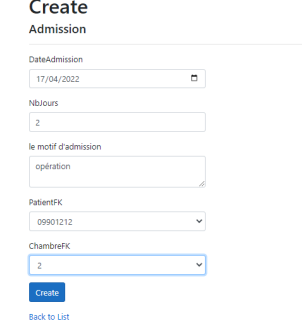 Create
Admission
DateAdmission
17/04/2022
NbJours
2
le motif d'admission
opération
PatientFK
09901212
ChambreFK
2
Create
Back to List